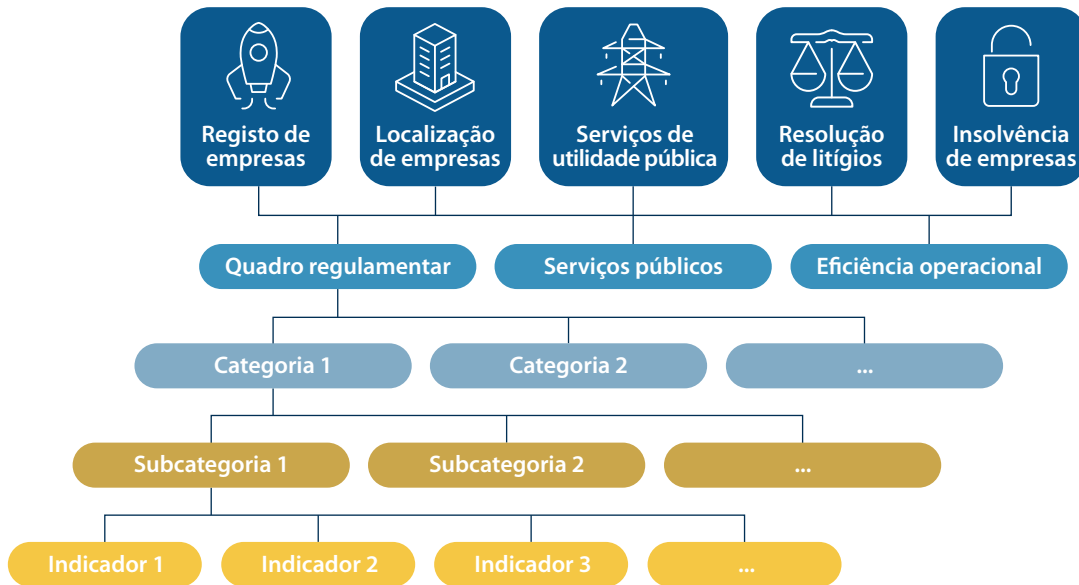 Registo de
empresas
Localização
de empresas
Serviços de
utilidade pública
Resolução
de litígios
Insolvência
de empresas
Quadro regulamentar
Serviços públicos
Eficiência operacional
Categoria 1
Categoria 2
...
Subcategoria 1
Subcategoria 2
...
Indicador 1
Indicador 2
Indicador 3
...